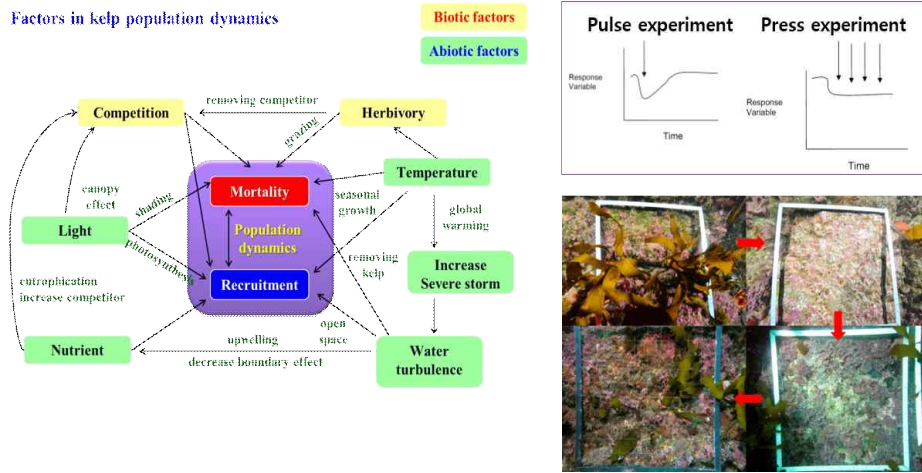 Factors in kelp population dynamics
Biotic factors
Abiotic factors
Competition
removing competitor
Herbivory
grazing
Temperature
canopy
effect
shading
Mortality
seasonal
growth
global
warming
Light
Population
dynamics
photosynthesis
removing
kelp
Increase
Severe storm
Recruitment
eutrophication
increase competitor
open
space
Nutrient
upwelling
decrease boundary effect
Water
turbulence
Pulse experiment
Response
Variable
Time
Press experiment
Response
Variable
Time